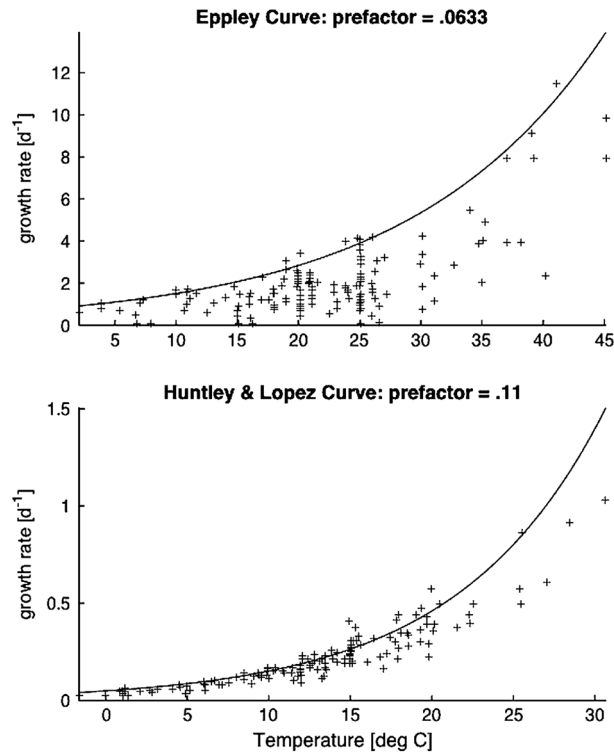 Eppley Curve: prefactor = .0633
growth rate [d-1]
12
10
8
6
4
2
0
5 10 15 20 25 30 35 40 45
Huntley & Lopez Curve: prefactor = .11
growth rate [d-1]
1.5
1
0.5
0
0 5 10 15 20 25 30
Temperature [deg C]